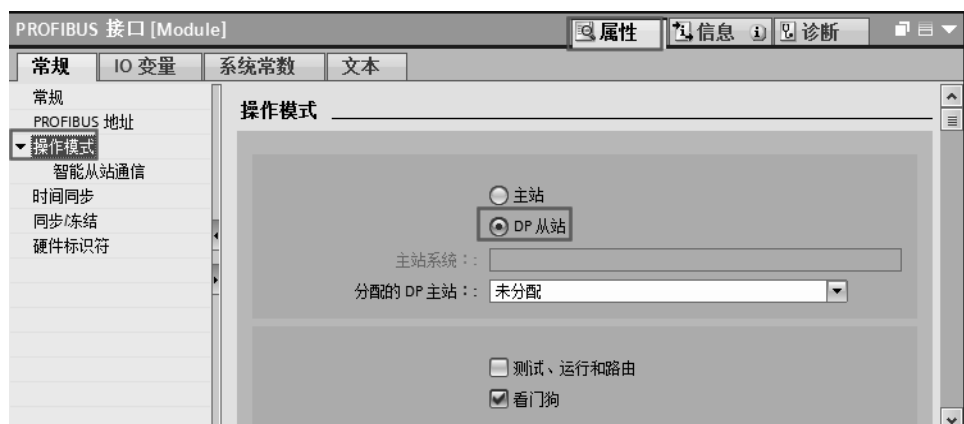 PROFIBUS 接口 [Module]
属性 信息 诊断
常规 IO 变量 系统常数 文本
常规
PROFIBUS 地址
操作模式
智能从站通信
时间同步
同步/冻结
硬件标识符
操作模式
主站
DP 从站
主站系统：:
分配的 DP 主站：: 未分配
测试、运行和路由
看门狗